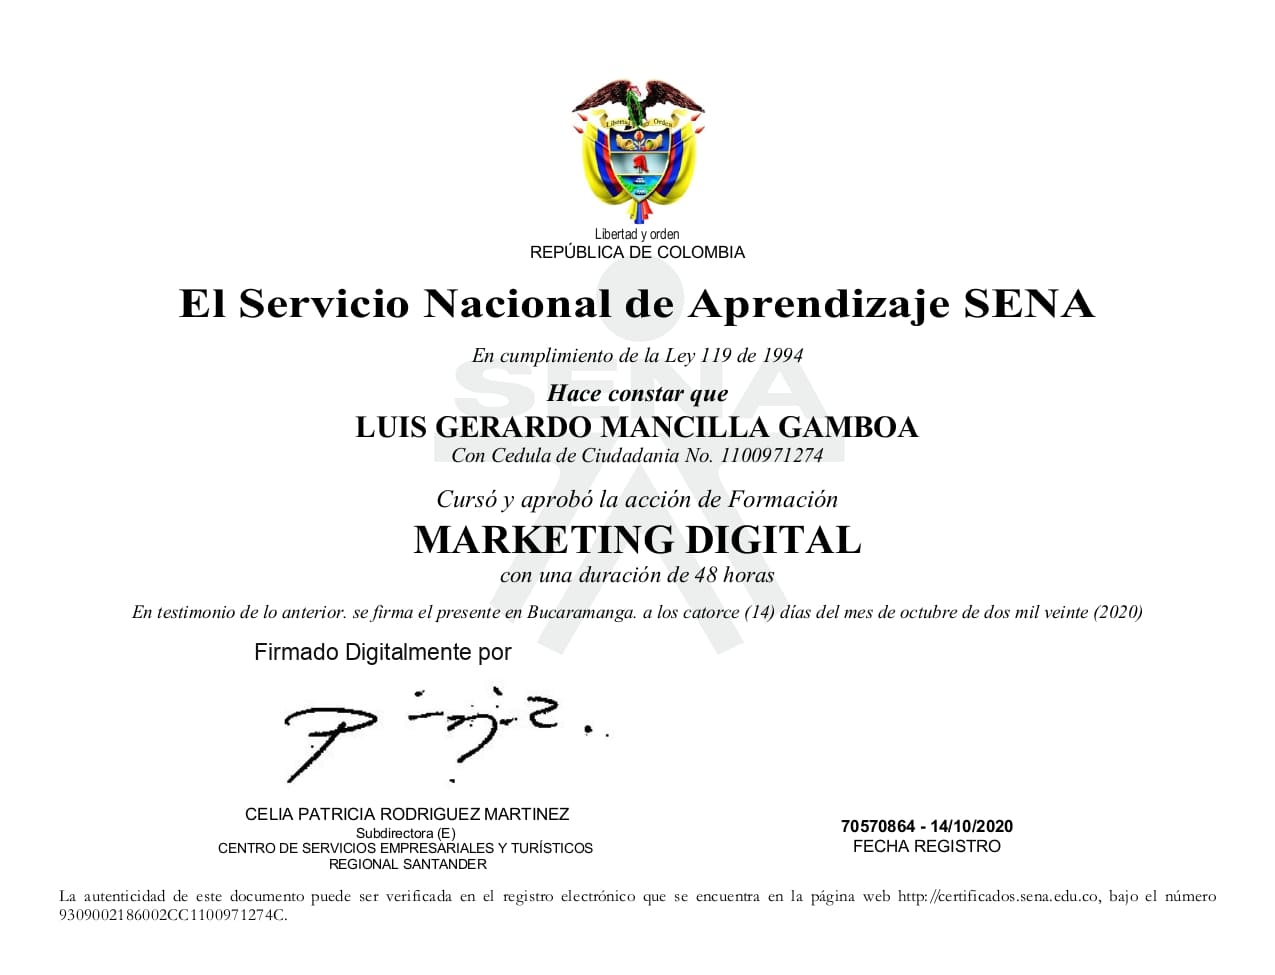 Libertad y Orden
Libertad y orden
REPÚBLICA DE COLOMBIA
El Servicio Nacional de Aprendizaje SENA
En cumplimiento de la Ley 119 de 1994
SENA
Hace constar que
LUIS GERARDO MANCILLA GAMBOA
Con Cedula de Ciudadania No. 1100971274
Cursó y aprobó la acción de Formación
MARKETING DIGITAL
con una duración de 48 horas
En testimonio de lo anterior. se firma el presente en Bucaramanga. a los catorce (14) días del mes de octubre de dos mil veinte (2020)
Firmado Digitalmente por
CELIA PATRICIA RODRIGUEZ MARTINEZ
Subdirectora (E)
CENTRO DE SERVICIOS EMPRESARIALES Y TURÍSTICOS
REGIONAL SANTANDER
70570864 - 14/10/2020
FECHA REGISTRO
La autenticidad de este documento puede ser verificada en el registro electrónico que se encuentra en la página web http://certificados.sena.edu.co, bajo el número
9309002186002CC1100971274C.